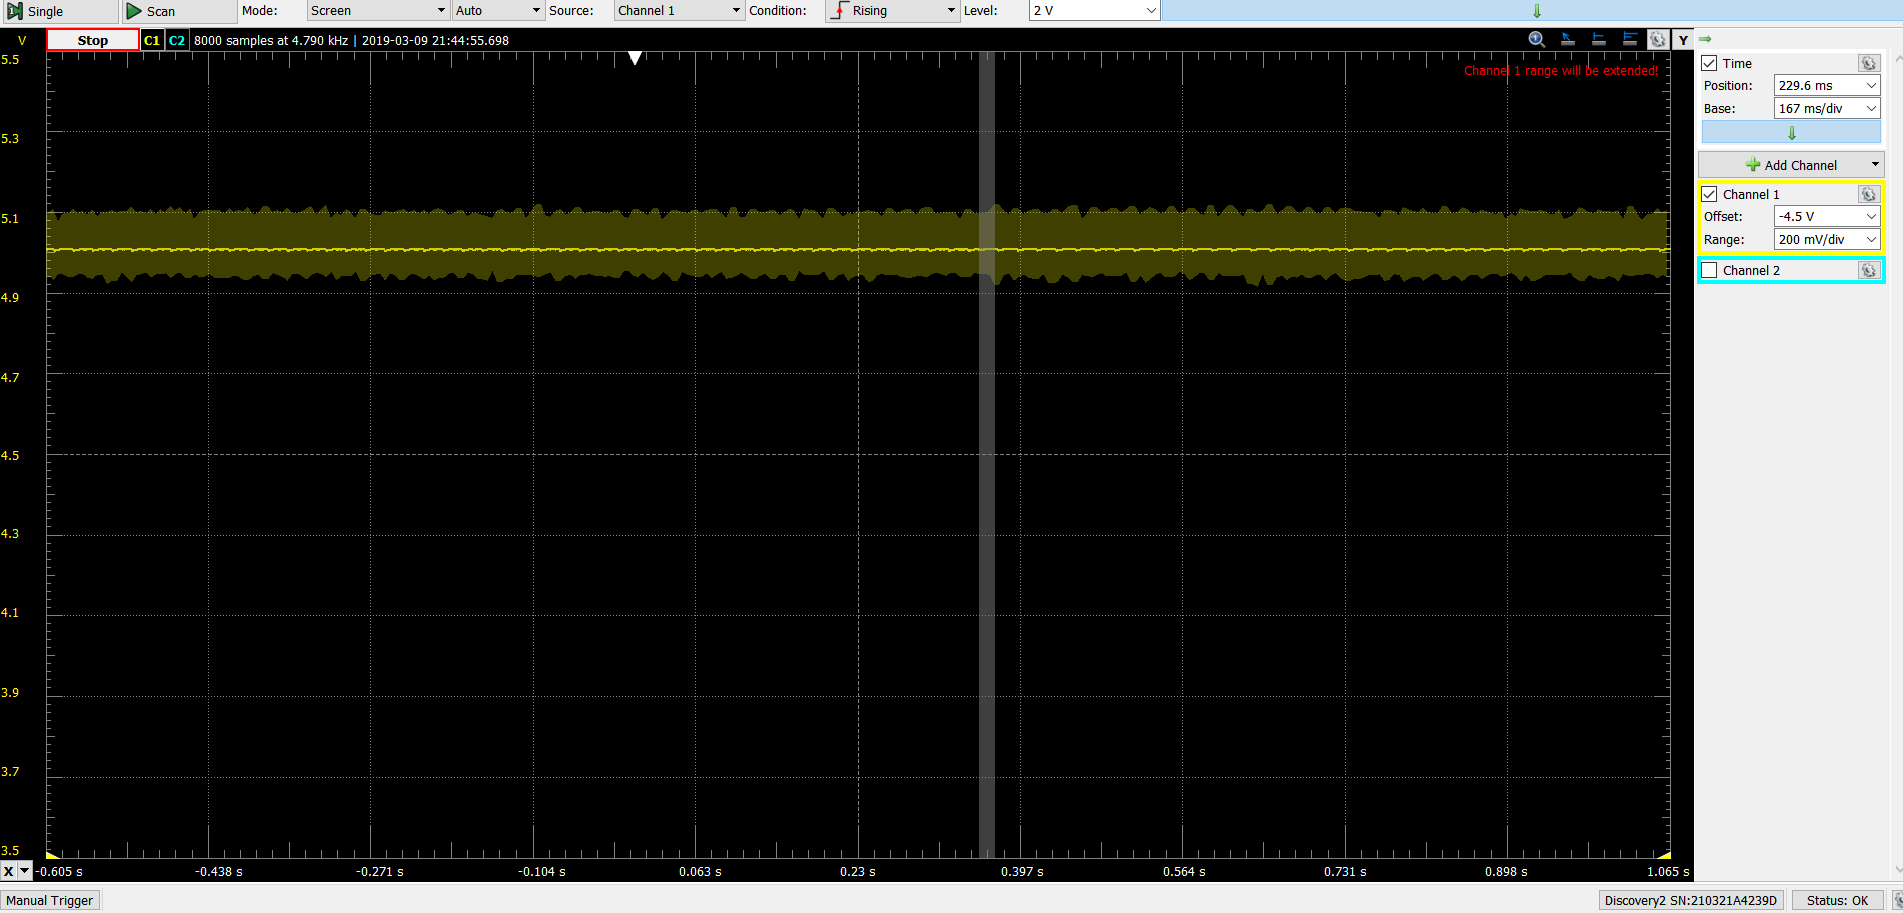 Single Scan Mode: Screen Auto Source: Channel 1 Condition: Rising Level: 2 V
V Stop C1 C2 8000 samples at 4.790 kHz | 2019-03-09 21:44:55.698 Y
Channel 1 range will be extended!
5.5
5.3
5.1
4.9
4.7
4.5
4.3
4.1
3.9
3.7
3.5
X -0.605 s -0.438 s -0.271 s -0.104 s 0.063 s 0.23 s 0.397 s 0.564 s 0.731 s 0.898 s 1.065 s
Time
Position: 229.6 ms
Base: 167 ms/div
Add Channel
Channel 1
Offset: -4.5 V
Range: 200 mV/div
Channel 2
Manual Trigger Discovery2 SN:210321A4239D Status: OK